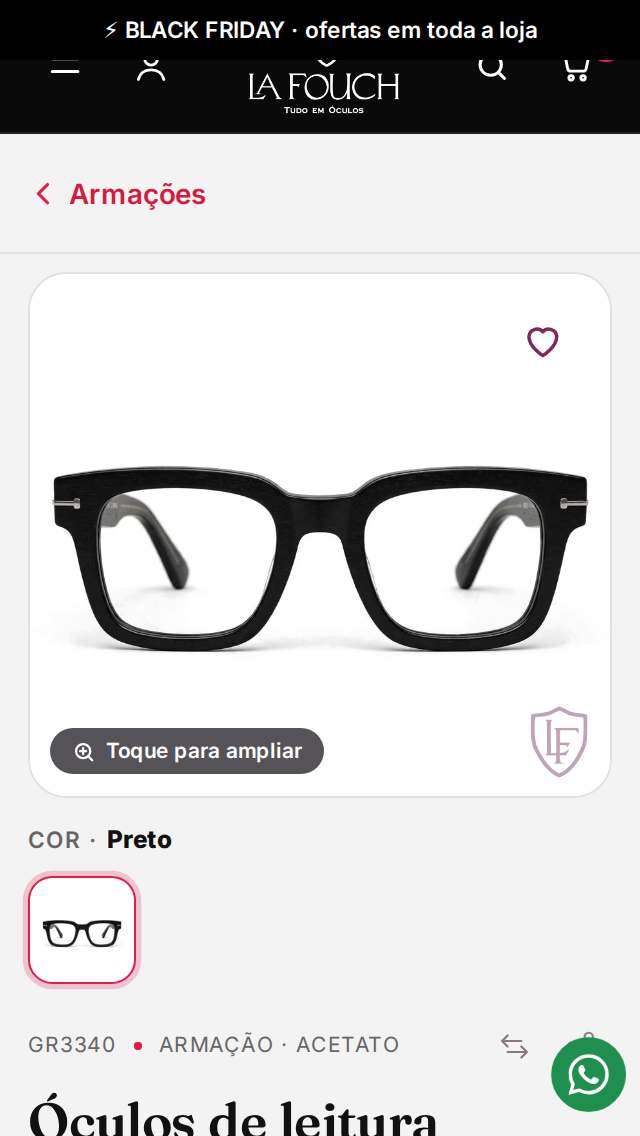 ⚡ BLACK FRIDAY · ofertas em toda a loja
LA FOUCH
Tudo em Óculos
Armações
LF
Toque para ampliar
COR · Preto
GR3340 • ARMAÇÃO · ACETATO
Óculos de leitura